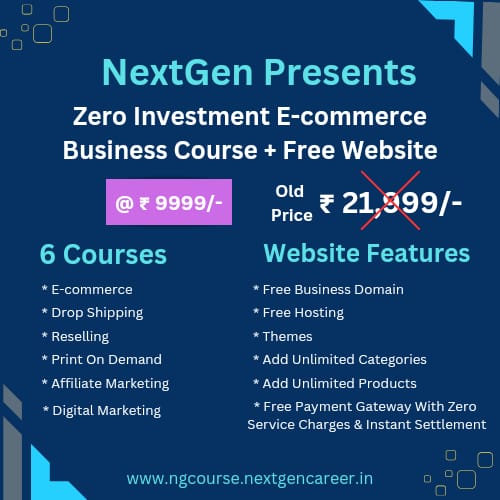 NextGen Presents
Zero Investment E-commerce
Business Course + Free Website
@ ₹ 9999/-
Old
Price
₹ 21,999/-
6 Courses
* E-commerce
* Drop Shipping
* Reselling
* Print On Demand
* Affiliate Marketing
* Digital Marketing
Website Features
* Free Business Domain
* Free Hosting
* Themes
* Add Unlimited Categories
* Add Unlimited Products
* Free Payment Gateway With Zero
Service Charges & Instant Settlement
www.ngcourse.nextgencareer.in